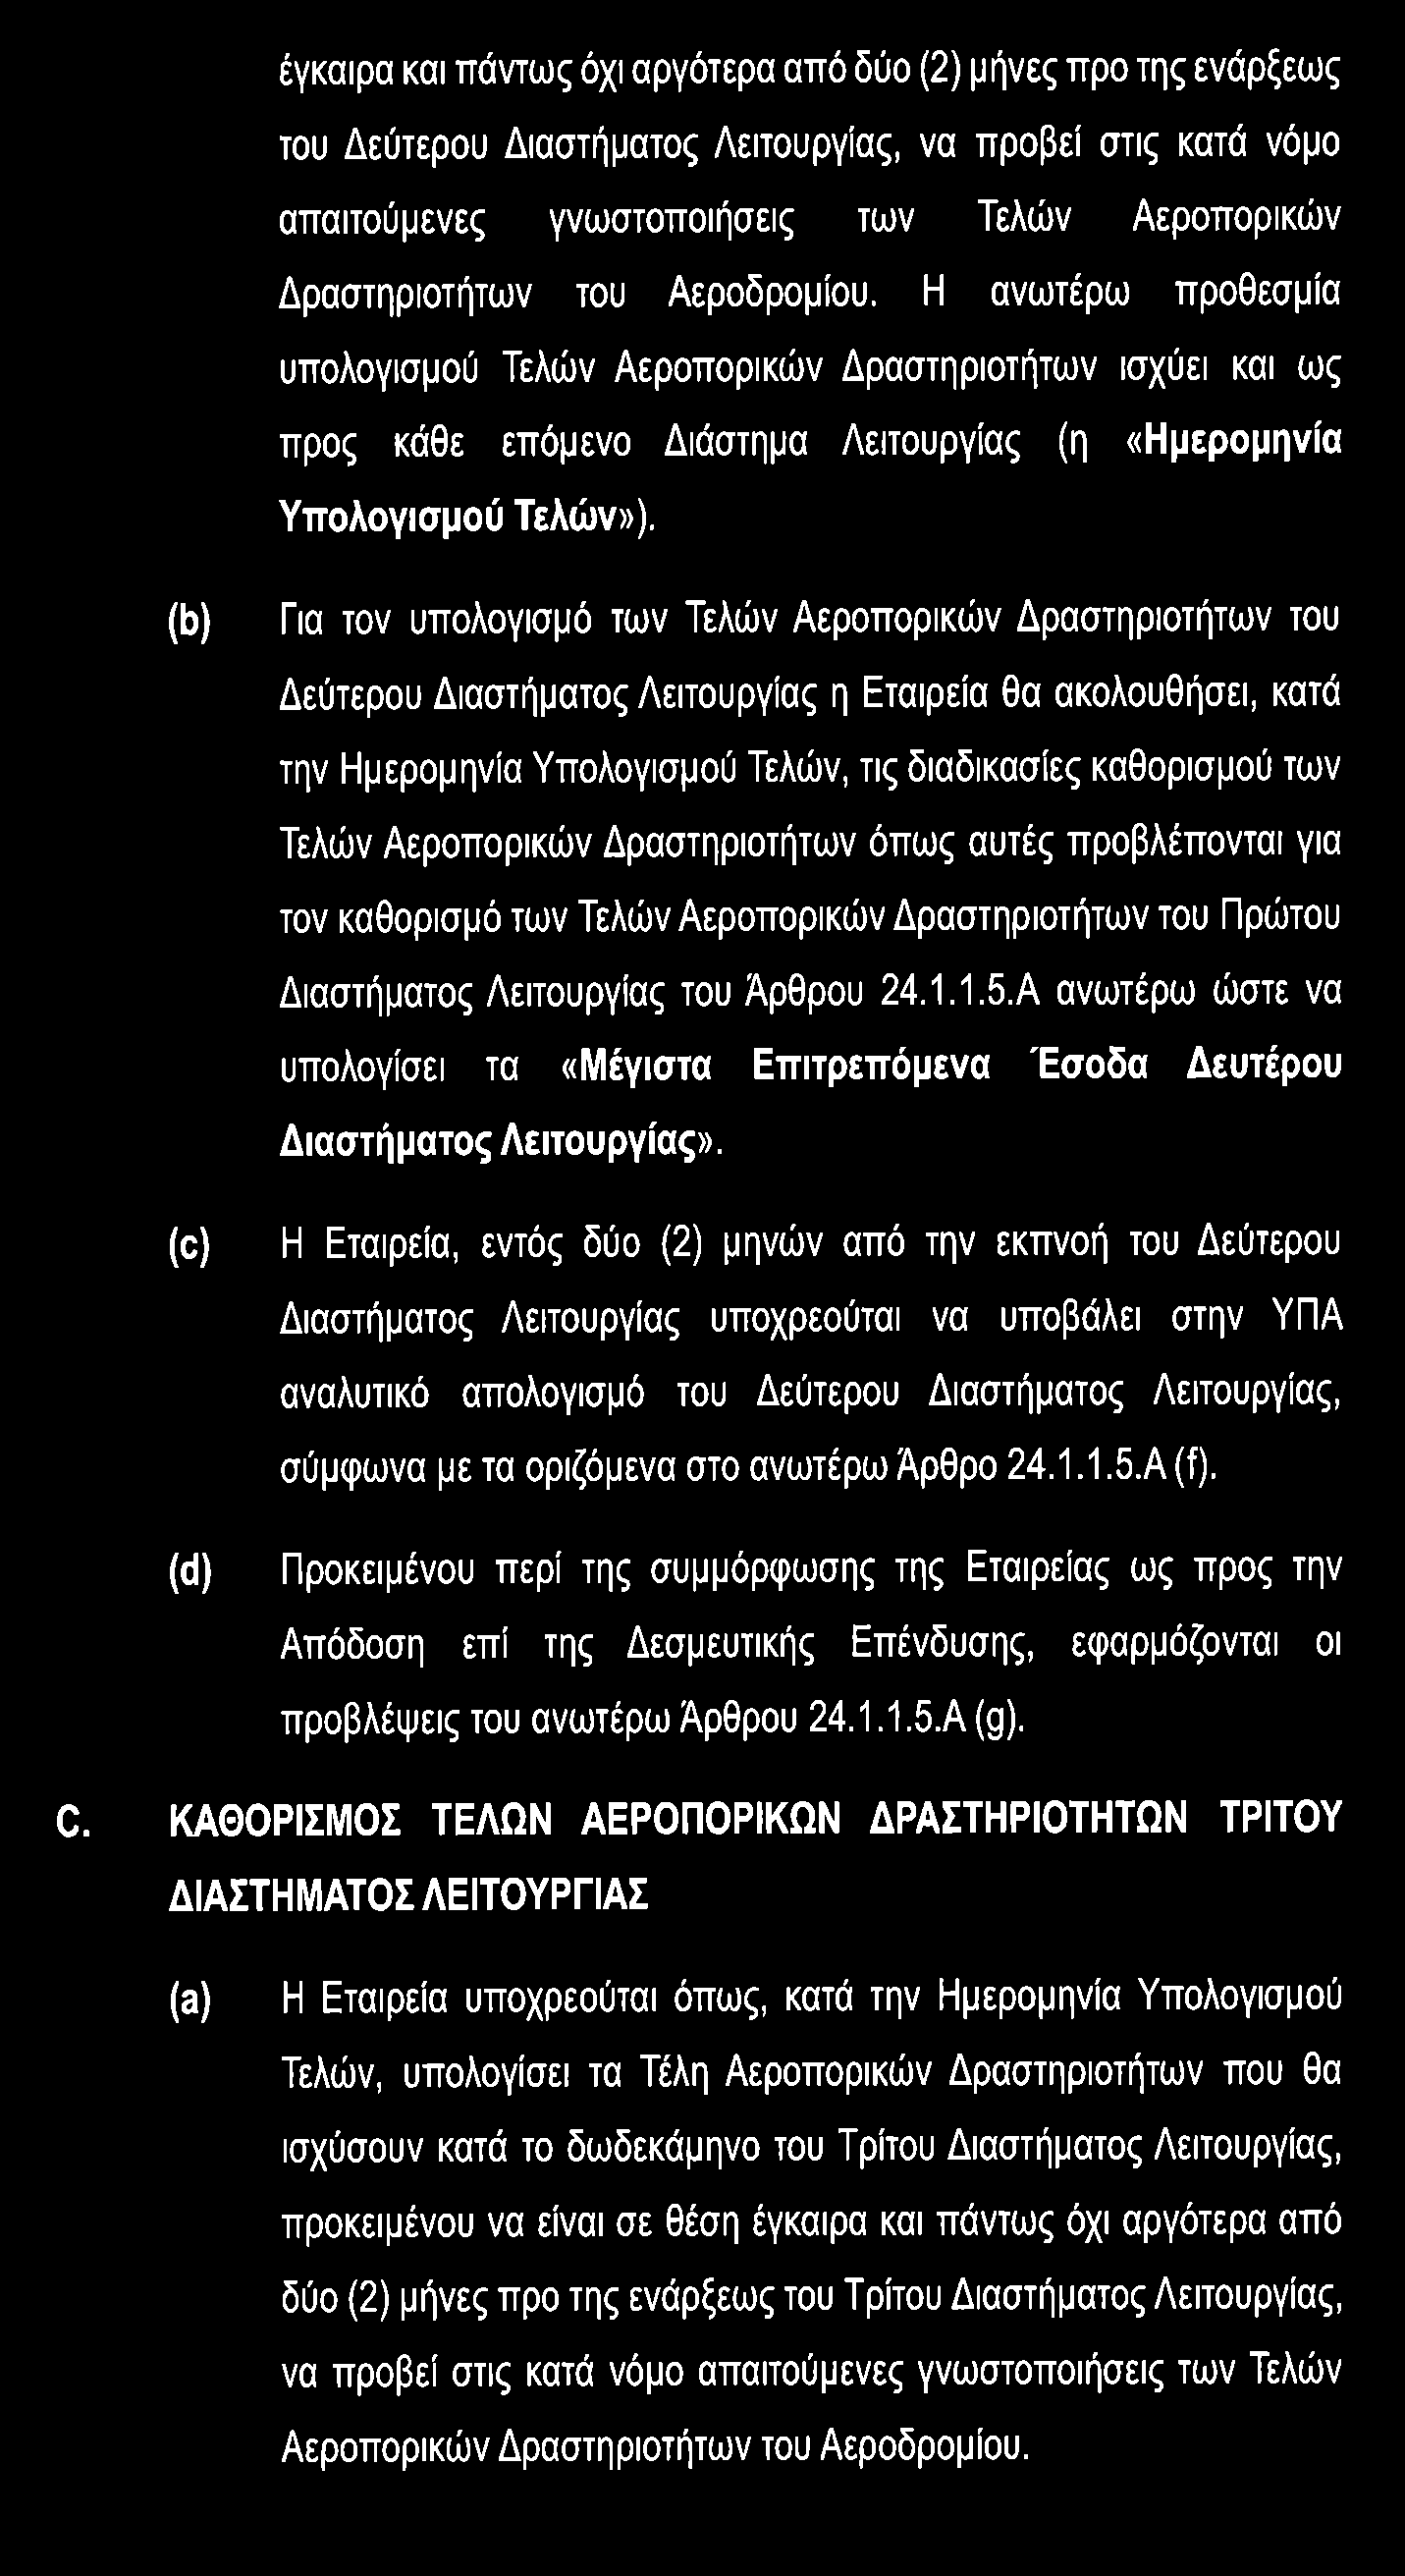 έγκαιρα και πάντως όχι αργότερα από δύο (2) μήνες προ της ενάρξεως
του Δεύτερου Διαστήματος Λειτουργίας, να προβεί στις κατά νόμο
απαιτούμενες γνωστοποιήσεις των Τελών Αεροπορικών
Δραστηριοτήτων του Αεροδρομίου. Η ανωτέρω προθεσμία
υπολογισμού Τελών Αεροπορικών Δραστηριοτήτων ισχύει και ως
προς κάθε επόμενο Διάστημα Λειτουργίας (η «Ημερομηνία
Υπολογισμού Τελών»).
(b) Για τον υπολογισμό των Τελών Αεροπορικών Δραστηριοτήτων του
Δεύτερου Διαστήματος Λειτουργίας η Εταιρεία θα ακολουθήσει, κατά
την Ημερομηνία Υπολογισμού Τελών, τις διαδικασίες καθορισμού των
Τελών Αεροπορικών Δραστηριοτήτων όπως αυτές προβλέπονται για
τον καθορισμό των Τελών Αεροπορικών Δραστηριοτήτων του Πρώτου
Διαστήματος Λειτουργίας του Άρθρου 24.1.1.5.Α ανωτέρω ώστε να
υπολογίσει τα «Μέγιστα Επιτρεπόμενα Έσοδα Δευτέρου
Διαστήματος Λειτουργίας».
(c) Η Εταιρεία, εντός δύο (2) μηνών από την εκπνοή του Δεύτερου
Διαστήματος Λειτουργίας υποχρεούται να υποβάλει στην ΥΠΑ
αναλυτικό απολογισμό του Δεύτερου Διαστήματος Λειτουργίας,
σύμφωνα με τα οριζόμενα στο ανωτέρω Άρθρο 24.1.1.5.Α (f).
(d) Προκειμένου περί της συμμόρφωσης της Εταιρείας ως προς την
Απόδοση επί της Δεσμευτικής Επένδυσης, εφαρμόζονται οι
προβλέψεις του ανωτέρω Άρθρου 24.1.1.5.Α (g).
C. ΚΑΘΟΡΙΣΜΟΣ ΤΕΛΩΝ ΑΕΡΟΠΟΡΙΚΩΝ ΔΡΑΣΤΗΡΙΟΤΗΤΩΝ ΤΡΙΤΟΥ
ΔΙΑΣΤΗΜΑΤΟΣ ΛΕΙΤΟΥΡΓΙΑΣ
(a) Η Εταιρεία υποχρεούται όπως, κατά την Ημερομηνία Υπολογισμού
Τελών, υπολογίσει τα Τέλη Αεροπορικών Δραστηριοτήτων που θα
ισχύσουν κατά το δωδεκάμηνο του Τρίτου Διαστήματος Λειτουργίας,
προκειμένου να είναι σε θέση έγκαιρα και πάντως όχι αργότερα από
δύο (2) μήνες προ της ενάρξεως του Τρίτου Διαστήματος Λειτουργίας,
να προβεί στις κατά νόμο απαιτούμενες γνωστοποιήσεις των Τελών
Αεροπορικών Δραστηριοτήτων του Αεροδρομίου.